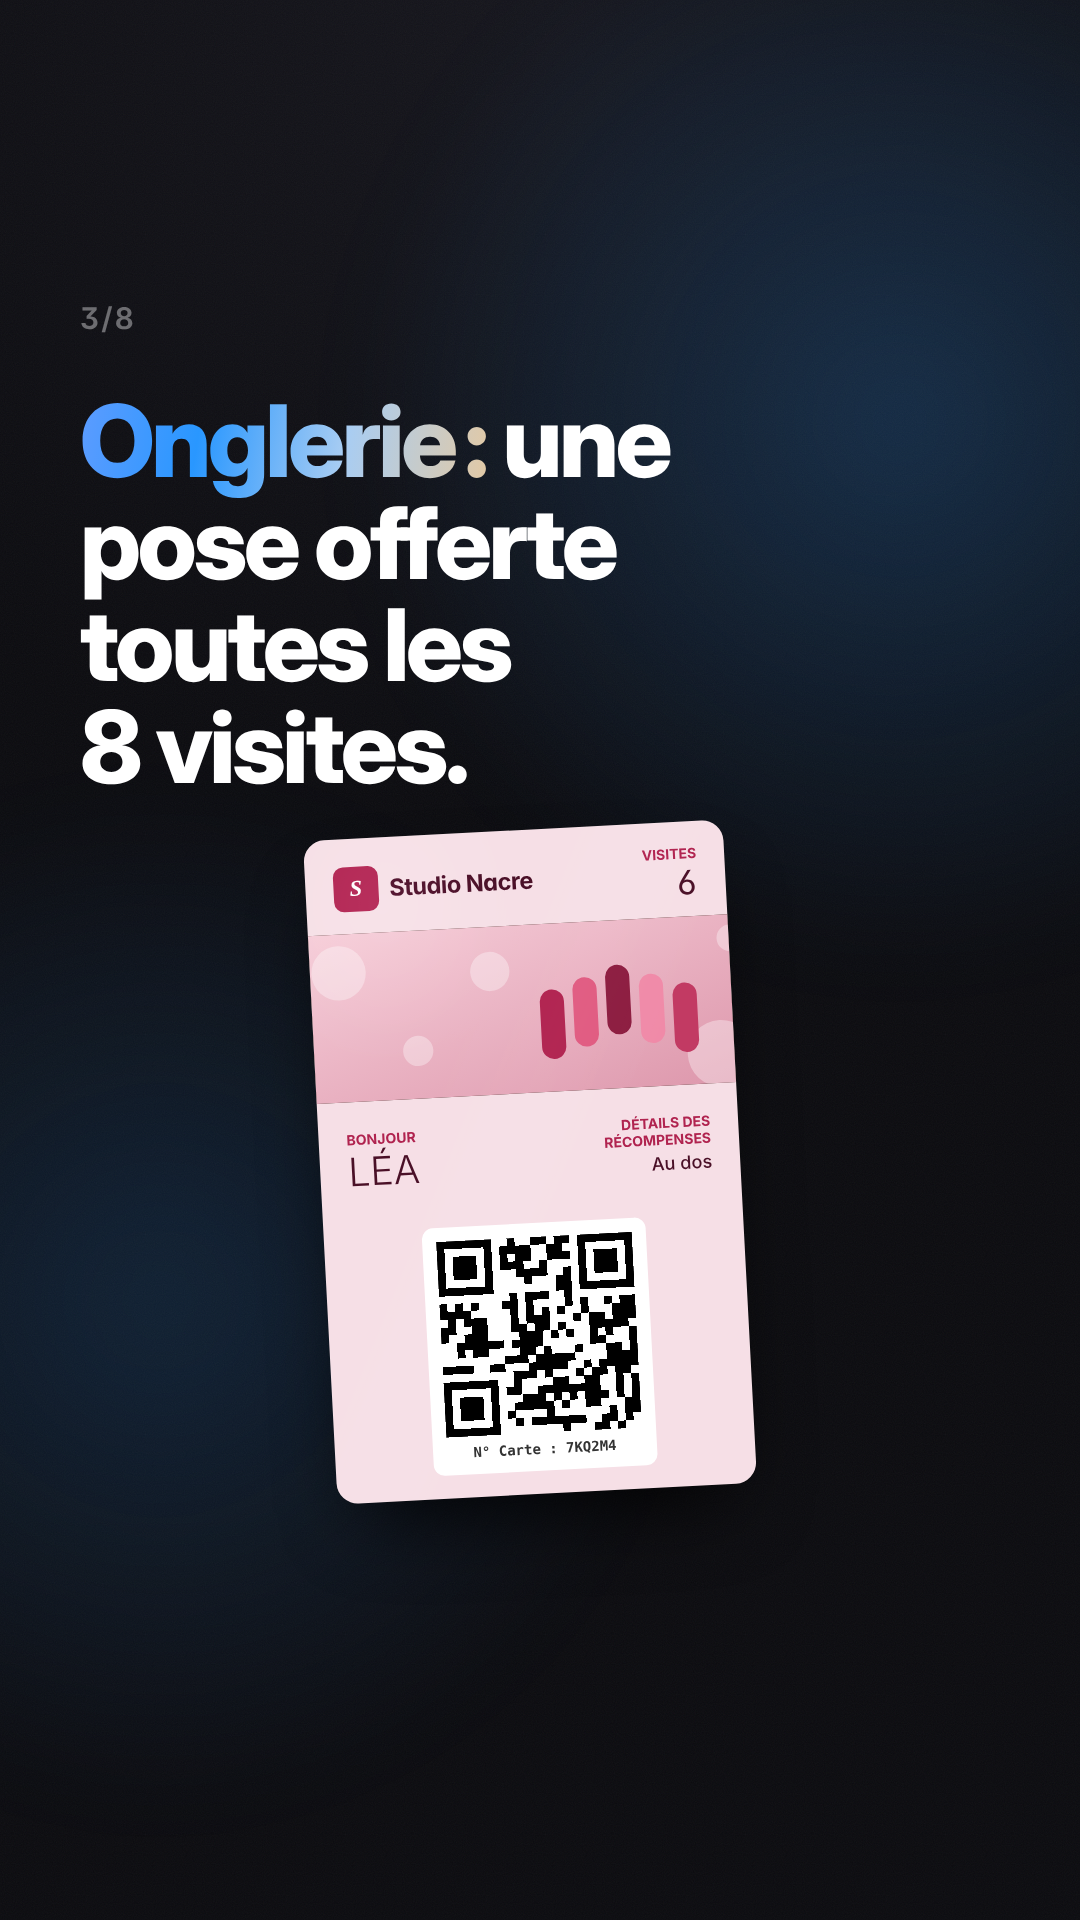 3/8
Onglerie : une
pose offerte
toutes les
8 visites.
S
Studio Nacre
VISITES
6
BONJOUR
LÉA
DÉTAILS DES
RÉCOMPENSES
Au dos
N° Carte : 7KQ2M4